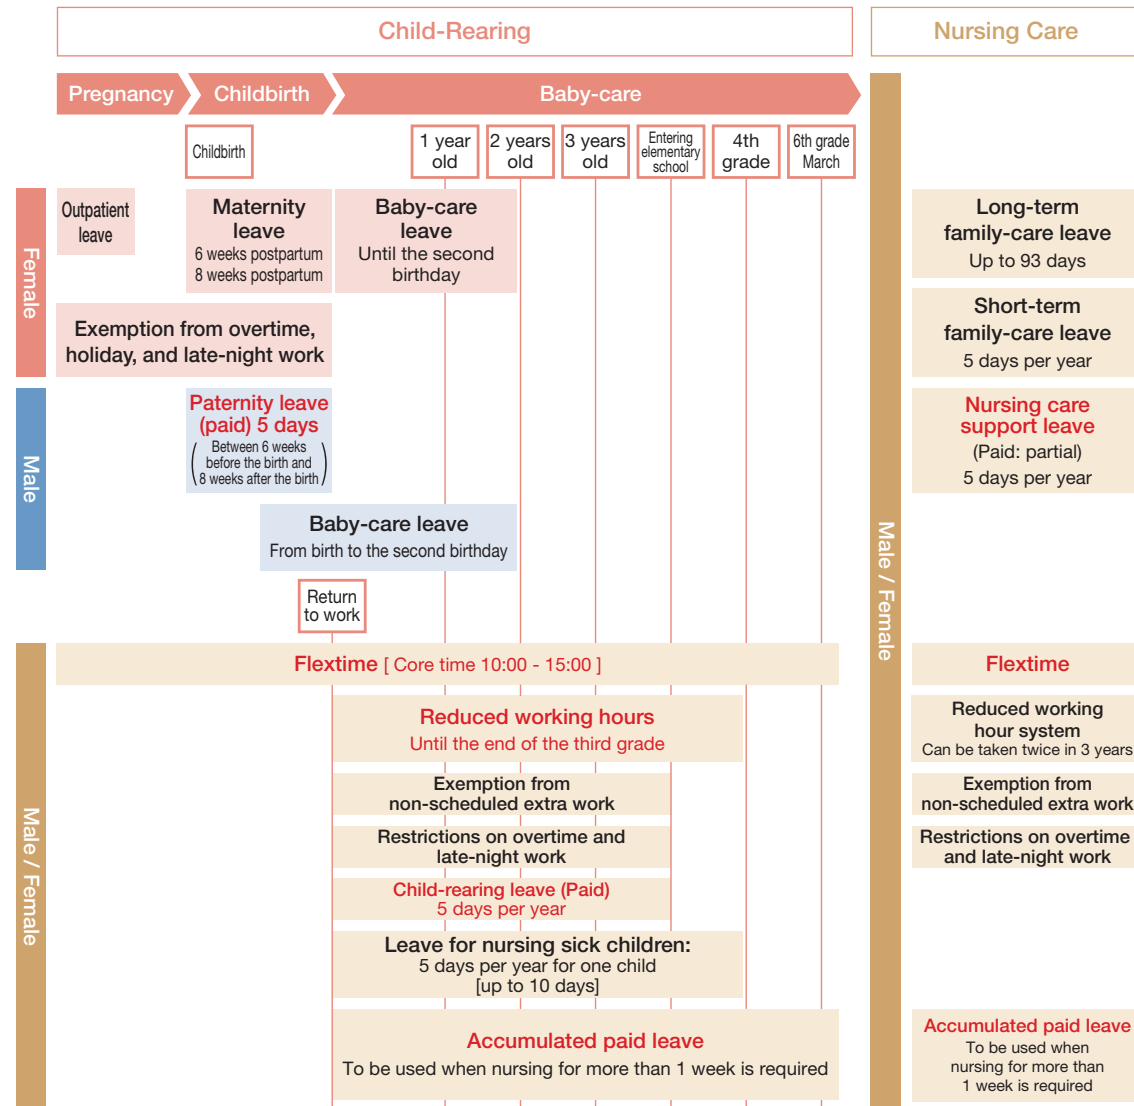 Child-Rearing
Nursing Care
Pregnancy
Childbirth
Baby-care
Childbirth
1 year
old
2 years
old
3 years
old
Entering
elementary
school
4th
grade
6th grade
March
Female
Outpatient
leave
Maternity
leave
6 weeks postpartum
8 weeks postpartum
Baby-care
leave
Until the second
birthday
Exemption from overtime,
holiday, and late-night work
Male
Paternity leave
(paid) 5 days
(Between 6 weeks
before the birth and
8 weeks after the birth)
Baby-care leave
From birth to the second birthday
Return
to work
Male / Female
Flextime [ Core time 10:00 - 15:00 ]
Reduced working hours
Until the end of the third grade
Exemption from
non-scheduled extra work
Restrictions on overtime and
late-night work
Child-rearing leave (Paid)
5 days per year
Leave for nursing sick children:
5 days per year for one child
[up to 10 days]
Accumulated paid leave
To be used when nursing for more than 1 week is required
Male / Female
Long-term
family-care leave
Up to 93 days
Short-term
family-care leave
5 days per year
Nursing care
support leave
(Paid: partial)
5 days per year
Flextime
Reduced working
hour system
Can be taken twice in 3 years
Exemption from
non-scheduled extra work
Restrictions on overtime
and late-night work
Accumulated paid leave
To be used when
nursing for more than
1 week is required